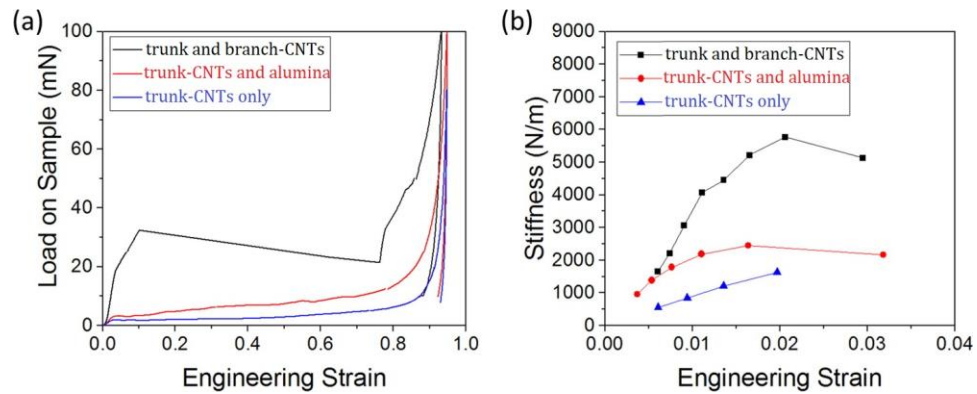 (a)
100
80
60
40
20
0
Load on Sample (mN)
trunk and branch-CNTs
trunk-CNTs and alumina
trunk-CNTs only
0.0 0.2 0.4 0.6 0.8 1.0
Engineering Strain
(b)
9000
8000
7000
6000
5000
4000
3000
2000
1000
0
Stiffness (N/m)
trunk and branch-CNTs
trunk-CNTs and alumina
trunk-CNTs only
0.00 0.01 0.02 0.03 0.04
Engineering Strain